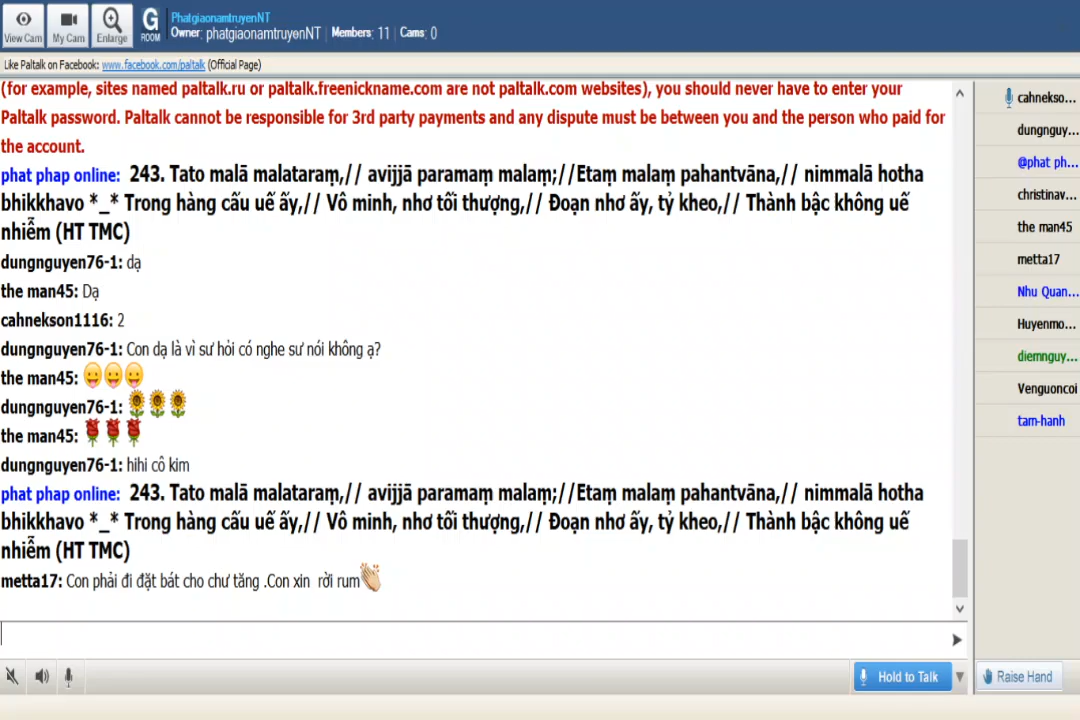 View Cam My Cam Enlarge G ROOM
PhatgiaonamtruyenNT
Owner: phatgiaonamtruyenNT Members: 11 Cams: 0
Like Paltalk on Facebook: www.facebook.com/paltalk (Official Page)
(for example, sites named paltalk.ru or paltalk.freenickname.com are not paltalk.com websites), you should never have to enter your
Paltalk password. Paltalk cannot be responsible for 3rd party payments and any dispute must be between you and the person who paid for
the account.
phat phap online: 243. Tato malā malataraṃ,// avijjā paramaṃ malaṃ;//Etaṃ malaṃ pahantvāna,// nimmalā hotha
bhikkhavo *_* Trong hàng cấu uế ấy,// Vô minh, nhơ tối thượng,// Đoạn nhơ ấy, tỷ kheo,// Thành bậc không uế
nhiễm (HT TMC)
dungnguyen76-1: dạ
the man45: Dạ
cahnekson1116: 2
dungnguyen76-1: Con dạ là vì sư hỏi có nghe sư nói không ạ?
the man45:
dungnguyen76-1:
the man45:
dungnguyen76-1: hihi cô kim
phat phap online: 243. Tato malā malataraṃ,// avijjā paramaṃ malaṃ;//Etaṃ malaṃ pahantvāna,// nimmalā hotha
bhikkhavo *_* Trong hàng cấu uế ấy,// Vô minh, nhơ tối thượng,// Đoạn nhơ ấy, tỷ kheo,// Thành bậc không uế
nhiễm (HT TMC)
metta17: Con phải đi đặt bát cho chư tăng .Con xin rời rum
cahnekso...
dungnguy...
@phat ph...
christinav...
the man45
metta17
Nhu Quan...
Huyenmo...
diemnguy...
Venguoncoi
tam-hanh
Hold to Talk
Raise Hand